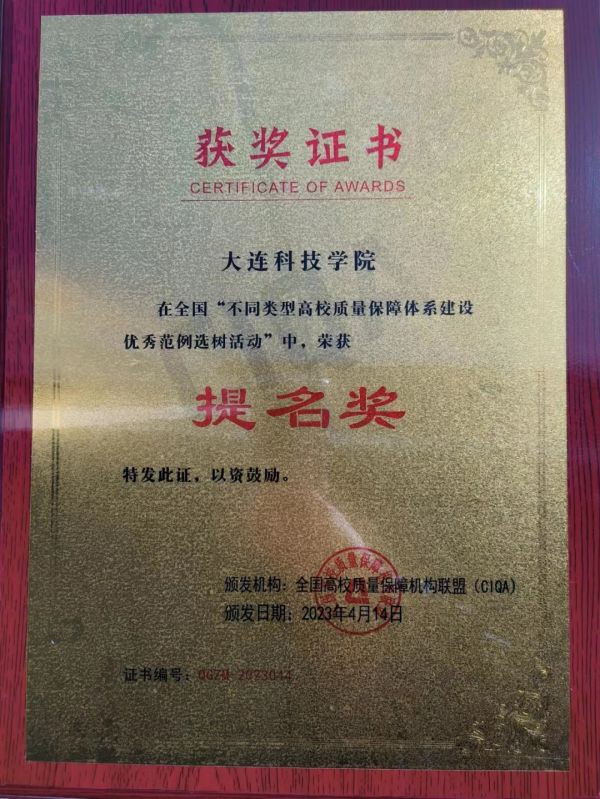 获奖证书
CERTIFICATE OF AWARDS
大连科技学院
在全国“不同类型高校质量保障体系建设
优秀范例选树活动”中，荣获
提名奖
特发此证，以资鼓励。
颁发机构：全国高校质量保障机构联盟（CIQA）
颁发日期：2023年4月14日
证书编号：